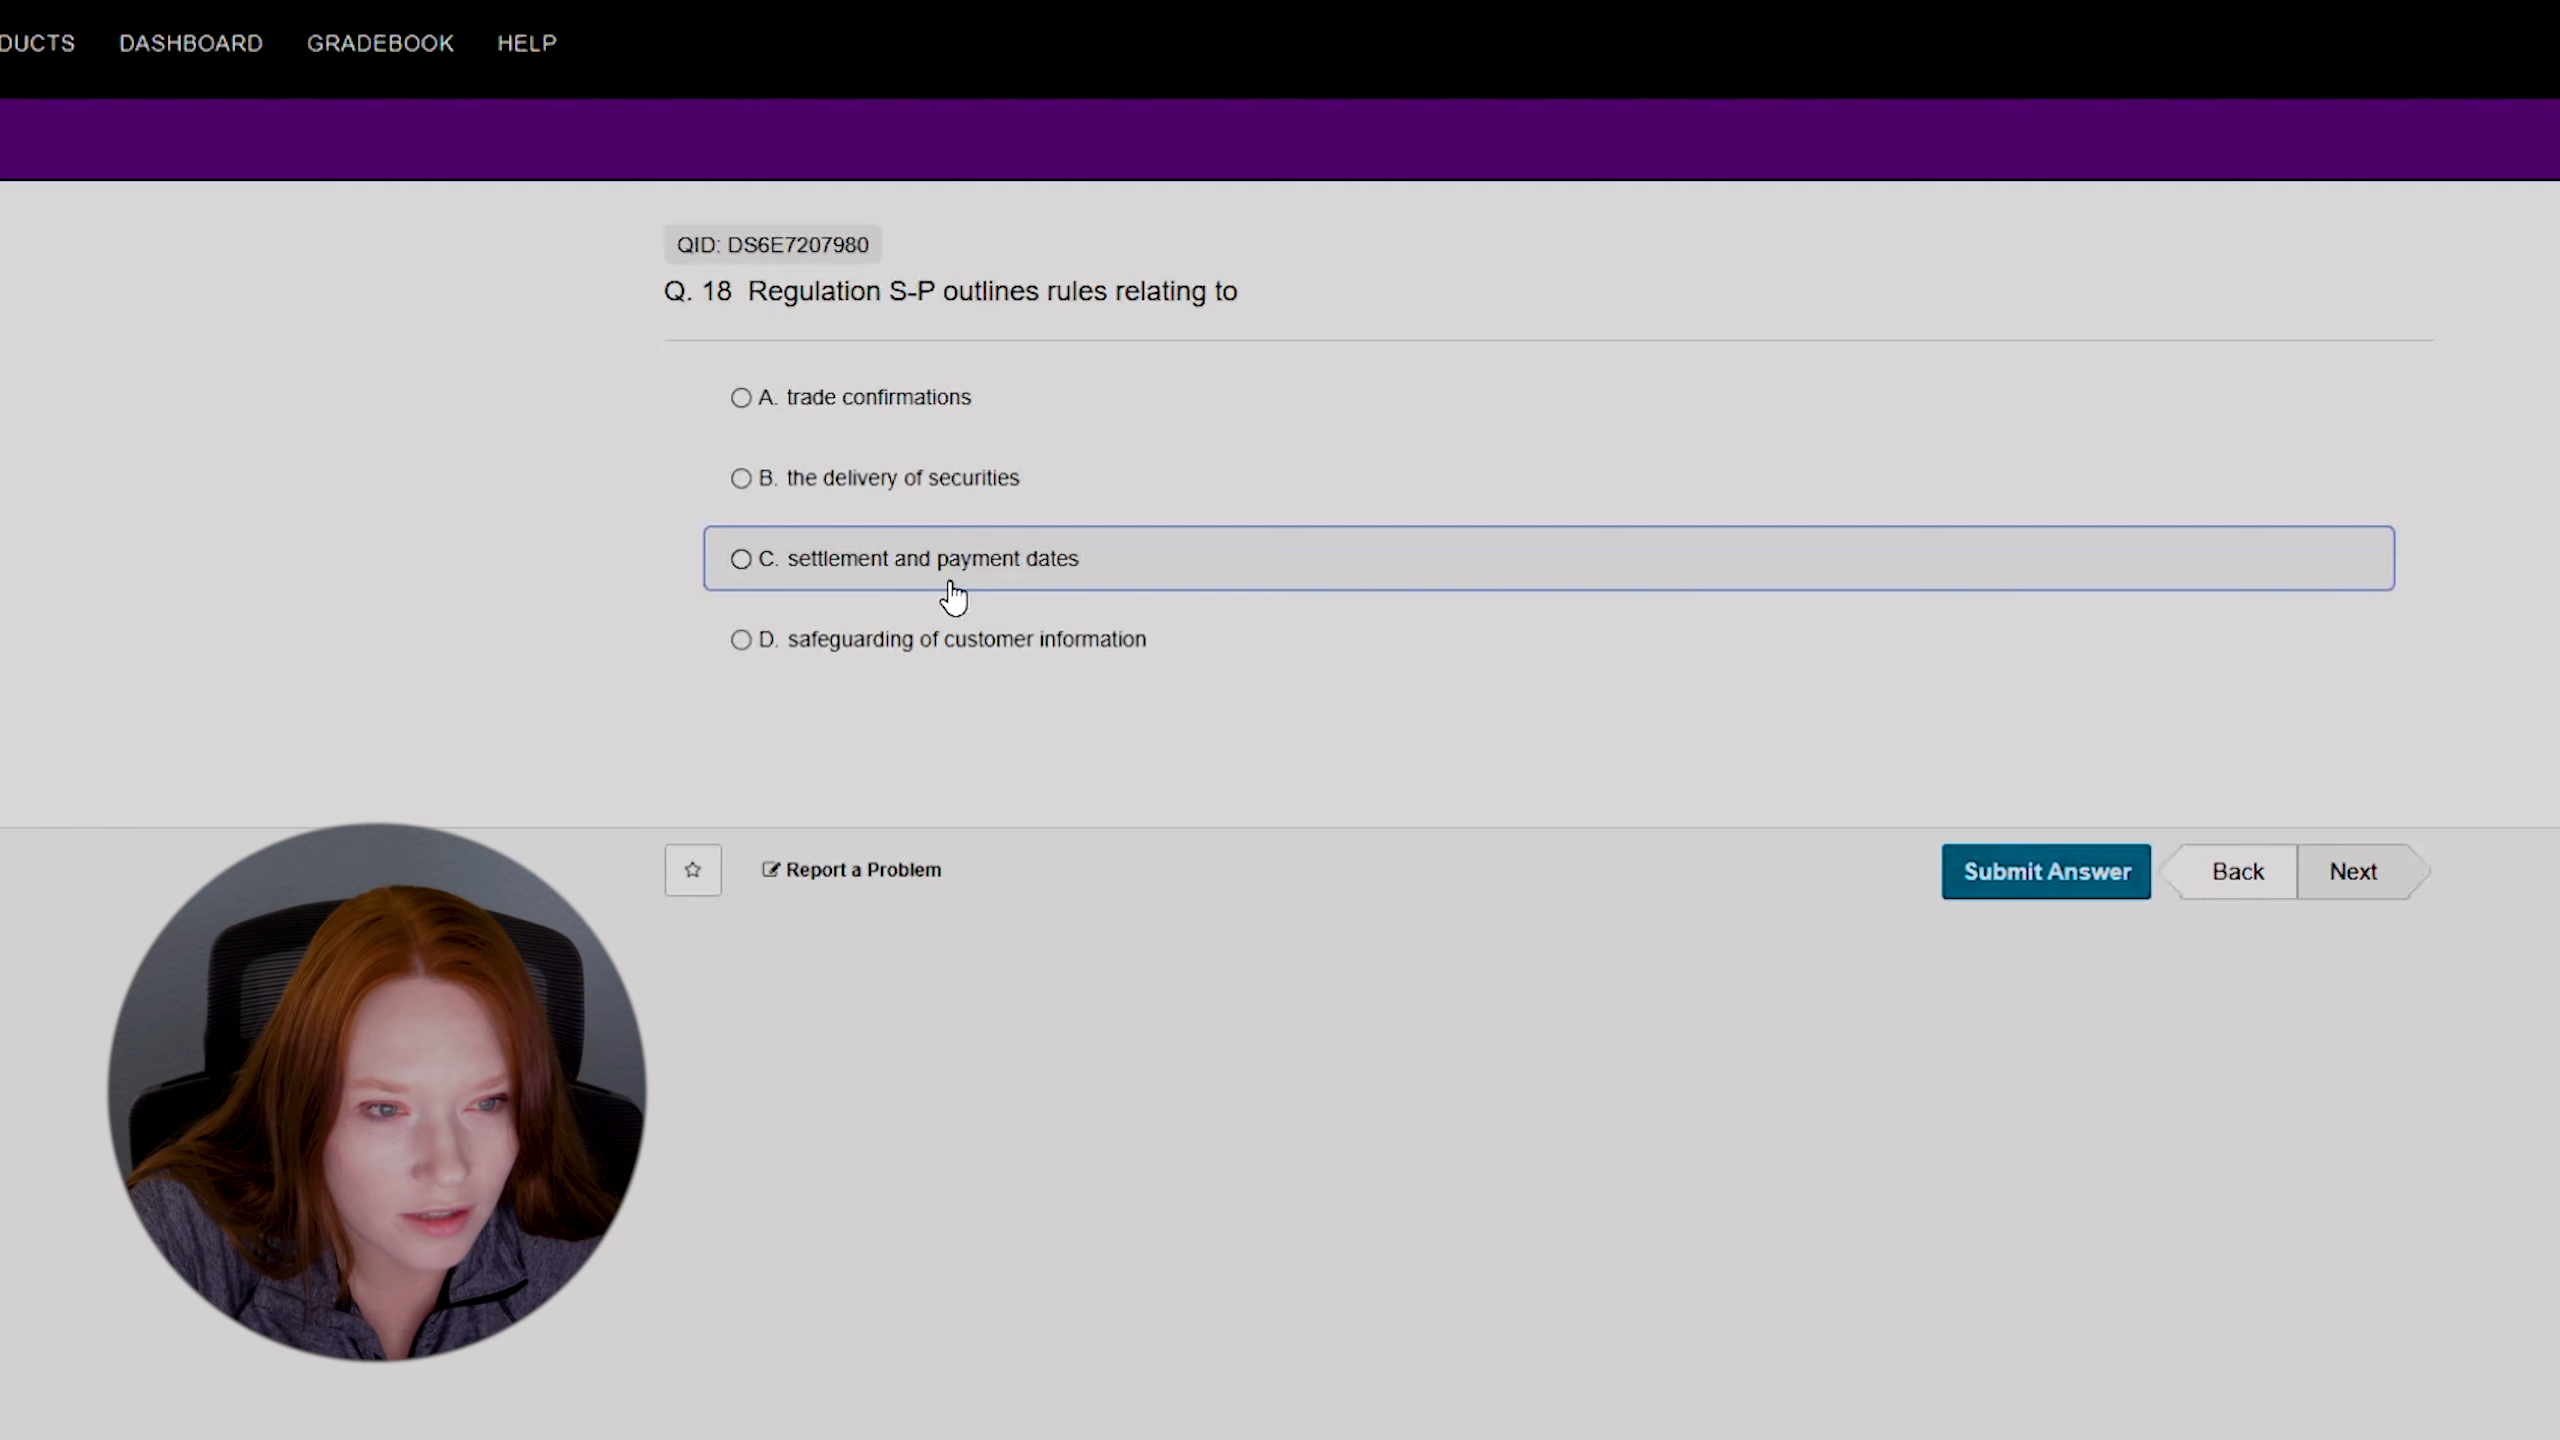 DUCTS DASHBOARD GRADEBOOK HELP
QID: DS6E7207980
Q. 18 Regulation S-P outlines rules relating to
A. trade confirmations
B. the delivery of securities
C. settlement and payment dates
D. safeguarding of customer information
Report a Problem
Submit Answer
Back
Next